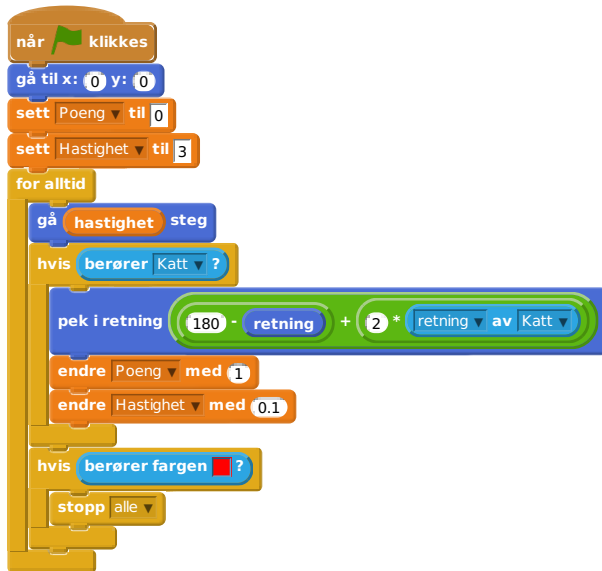 når klikkes
gå til x: 0 y: 0
sett Poeng til 0
sett Hastighet til 3
for alltid
gå hastighet steg
hvis berører Katt ?
pek i retning 180 - retning + 2 * retning av Katt
endre Poeng med 1
endre Hastighet med 0.1
hvis berører fargen ?
stopp alle